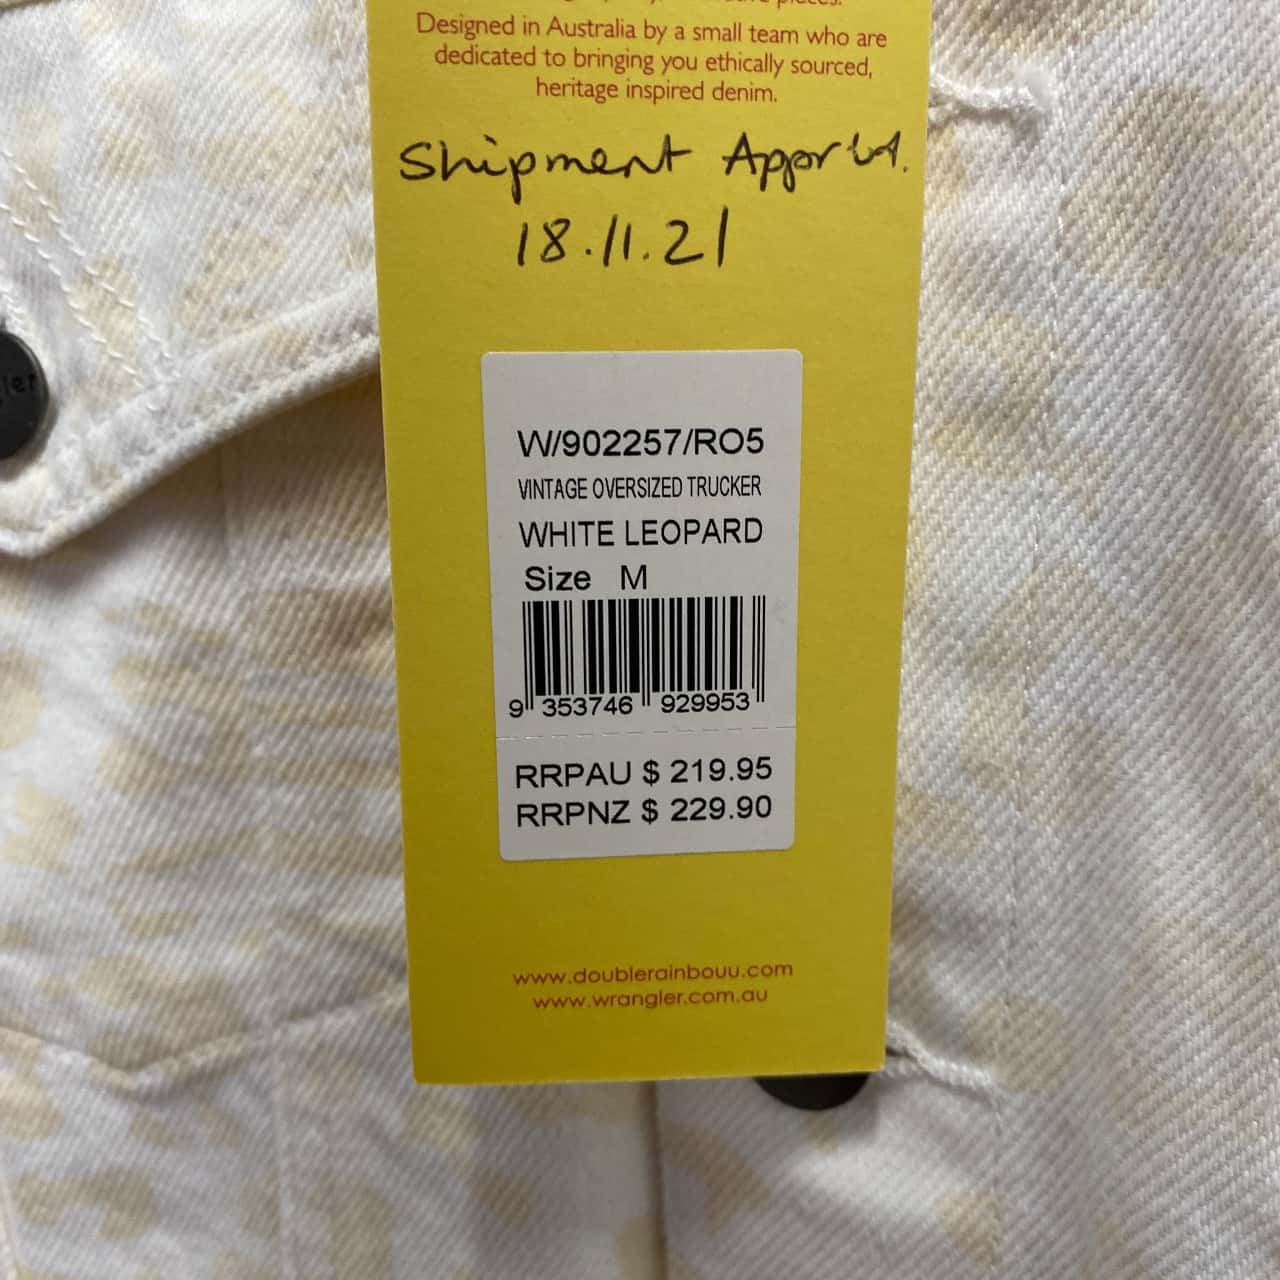 Designed in Australia by a small team who are
dedicated to bringing you ethically sourced,
heritage inspired denim.
Shipment
18.11.21
W/902257/RO5
VINTAGE OVERSIZED TRUCKER
WHITE LEOPARD
Size M
9 353746 929953
RRPAU $ 219.95
RRPNZ $ 229.90
www.doublerainbouu.com
www.wrangler.com.au